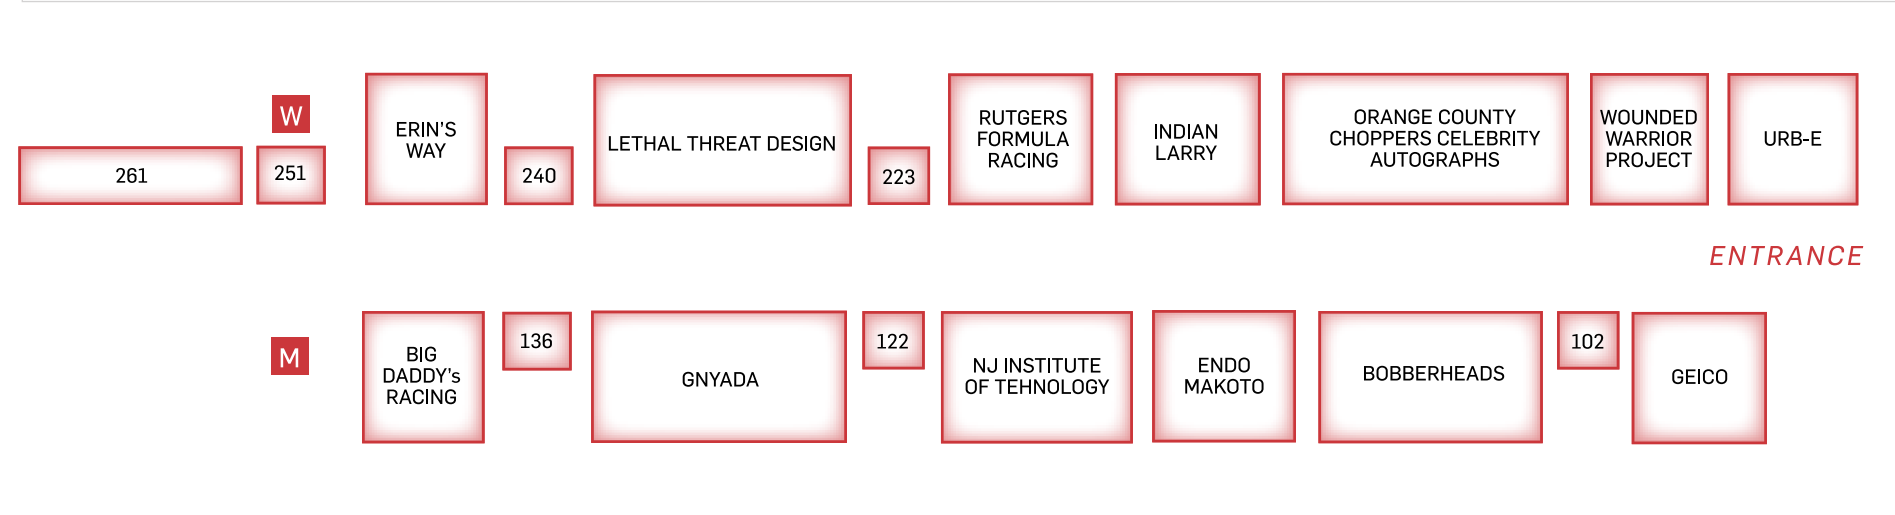 W
261
251
ERIN'S
WAY
240
LETHAL THREAT DESIGN
223
RUTGERS
FORMULA
RACING
INDIAN
LARRY
ORANGE COUNTY
CHOPPERS CELEBRITY
AUTOGRAPHS
WOUNDED
WARRIOR
PROJECT
URB-E
ENTRANCE
M
BIG
DADDY's
RACING
136
GNYADA
122
NJ INSTITUTE
OF TEHNOLOGY
ENDO
MAKOTO
BOBBERHEADS
102
GEICO